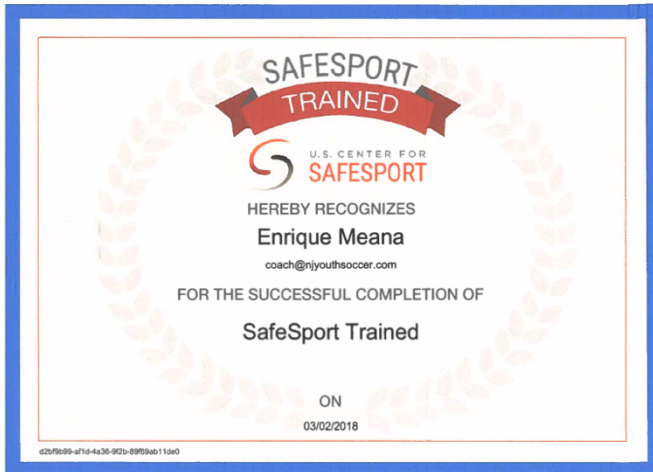 SAFESPORT
TRAINED
U.S. CENTER FOR
SAFESPORT
HEREBY RECOGNIZES
Enrique Meana
coach@njyouthsoccer.com
FOR THE SUCCESSFUL COMPLETION OF
SafeSport Trained
ON
03/02/2018
d2bf9b99-af1d-4a36-9f2b-89f69ab11de0